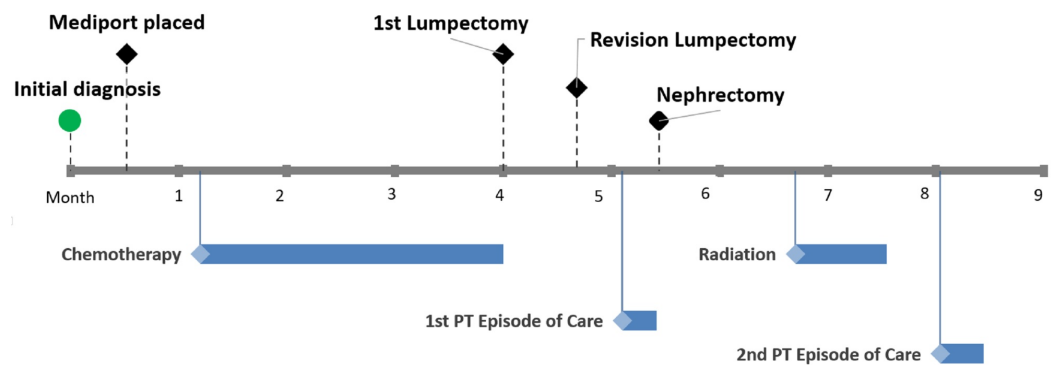 Mediport placed
1st Lumpectomy
Revision Lumpectomy
Initial diagnosis
Nephrectomy
Month 1 2 3 4 5 6 7 8 9
Chemotherapy
Radiation
1st PT Episode of Care
2nd PT Episode of Care